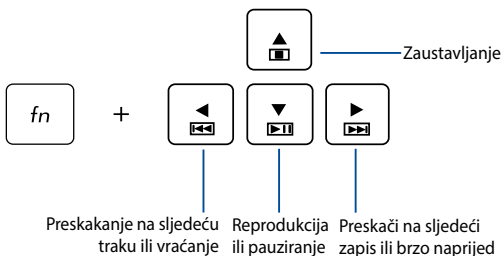 Zaustavljanje
fn +
Preskakanje na sljedeću
traku ili vraćanje
Reprodukcija
ili pauziranje
Preskači na sljedeći
zapis ili brzo naprijed